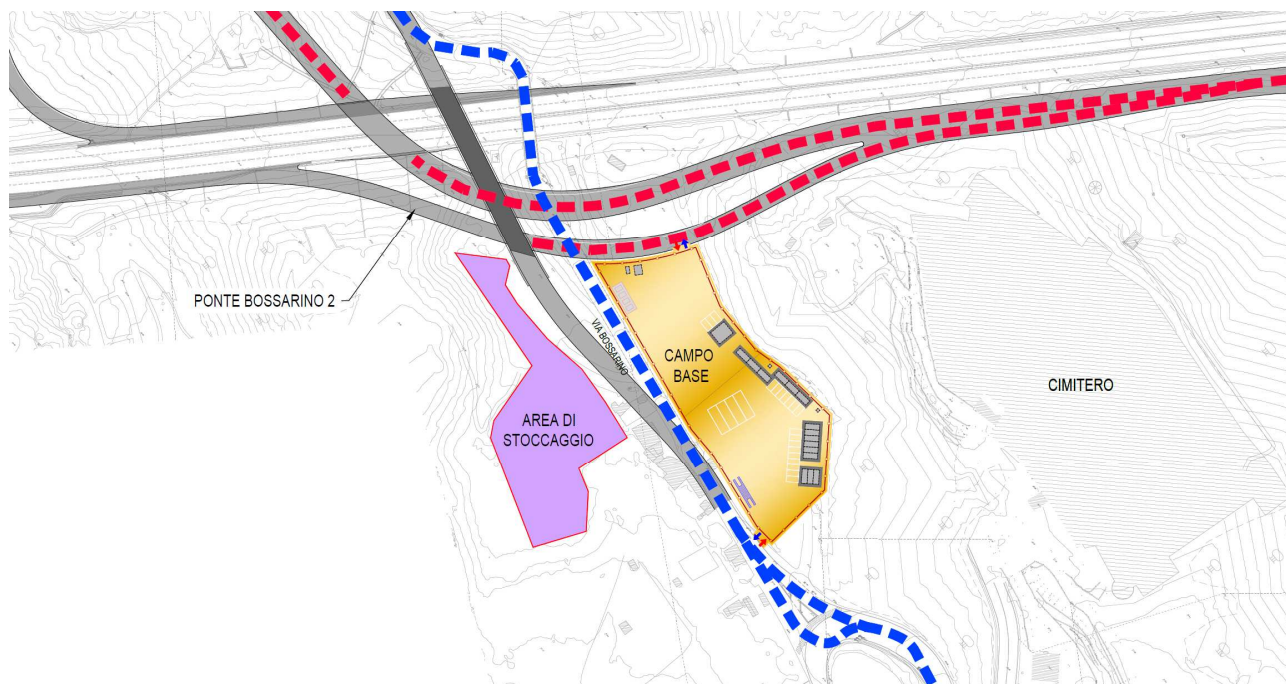 PONTE BOSSARINO 2
VIA BOSSARINO
CAMPO
BASE
CIMITERO
AREA DI
STOCCAGGIO